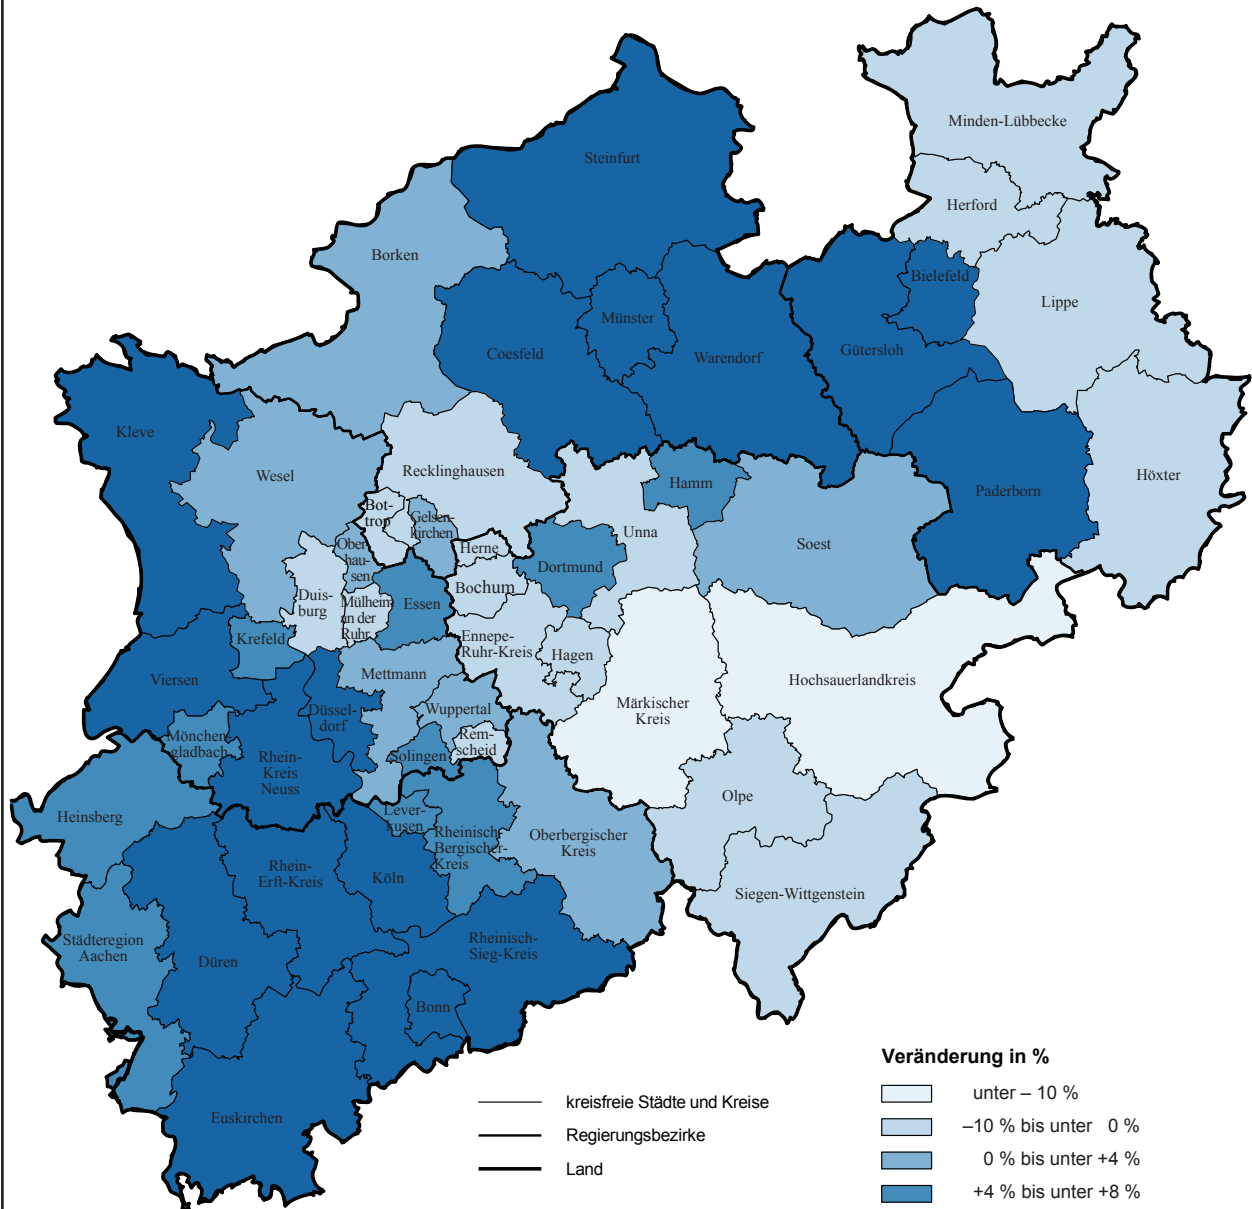 Minden-Lübbecke
Steinfurt
Herford
Borken
Bielefeld
Lippe
Münster
Coesfeld
Warendorf
Gütersloh
Kleve
Recklinghausen
Wesel
Höxter
Hamm
Paderborn
Bot-
trop
Gelsen-
kirchen
Unna
Soest
Ober-
hau-
sen
Herne
Dortmund
Bochum
Duis-
burg
Mülheim
an der
Ruhr
Essen
Krefeld
Ennepe-
Ruhr-Kreis
Hagen
Mettmann
Viersen
Hochsauerlandkreis
Märkischer
Kreis
Düssel-
dorf
Wuppertal
Mönchen-
gladbach
Rem-
scheid
Solingen
Rhein-
Kreis
Neuss
Olpe
Heinsberg
Lever-
kusen
Rheinisch-
Bergischer-
Kreis
Oberbergischer
Kreis
Rhein-
Erft-Kreis
Köln
Siegen-Wittgenstein
Städteregion
Aachen
Rheinisch-
Sieg-Kreis
Düren
Bonn
Euskirchen
kreisfreie Städte und Kreise
Regierungsbezirke
Land
Veränderung in %
unter – 10 %
–10 % bis unter 0 %
0 % bis unter +4 %
+4 % bis unter +8 %